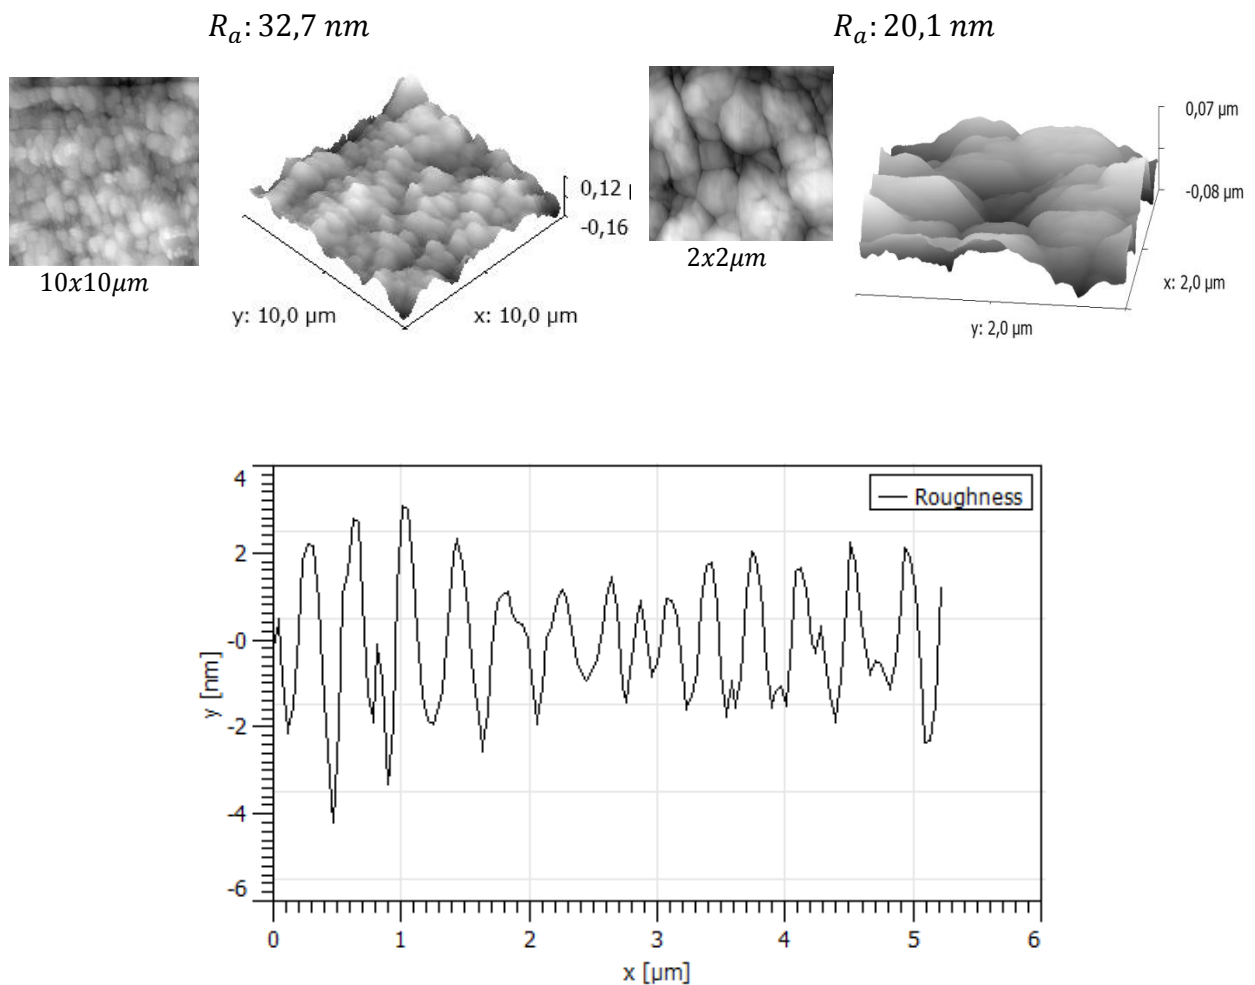 R_a: 32,7 nm
R_a: 20,1 nm
0,12
-0,16
10x10μm
y: 10,0 µm
x: 10,0 µm
0,07 µm
-0,08 µm
2x2μm
x: 2,0 µm
y: 2,0 µm
4
2
-0
-2
-4
-6
y [nm]
Roughness
0 1 2 3 4 5 6
x [µm]